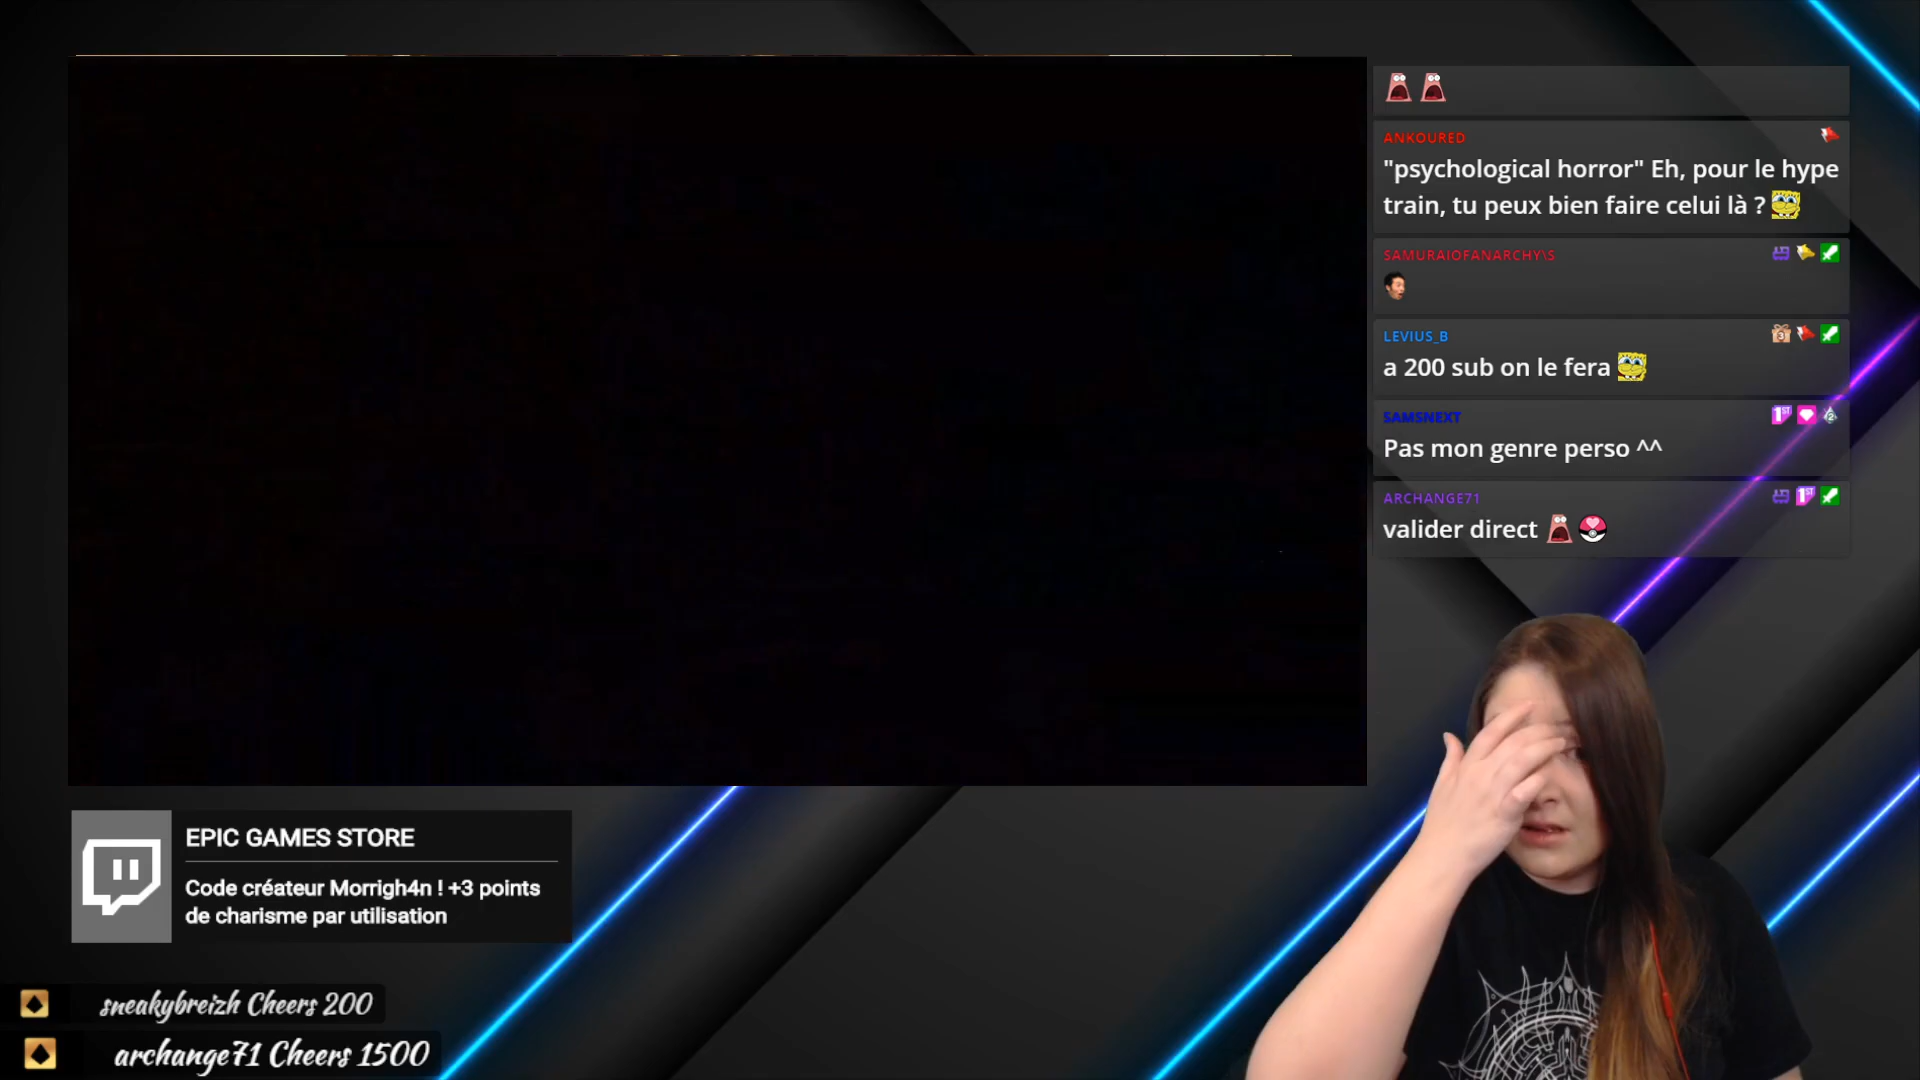 ANKOURED
"psychological horror" Eh, pour le hype
train, tu peux bien faire celui là ?
SAMURAIOFANARCHY\S
LEVIUS_B
a 200 sub on le fera
SAMSNEXT
Pas mon genre perso ^^
ARCHANGE71
valider direct
EPIC GAMES STORE
Code créateur Morrigh4n ! +3 points
de charisme par utilisation
sneakybreizh Cheers 200
archange71 Cheers 1500